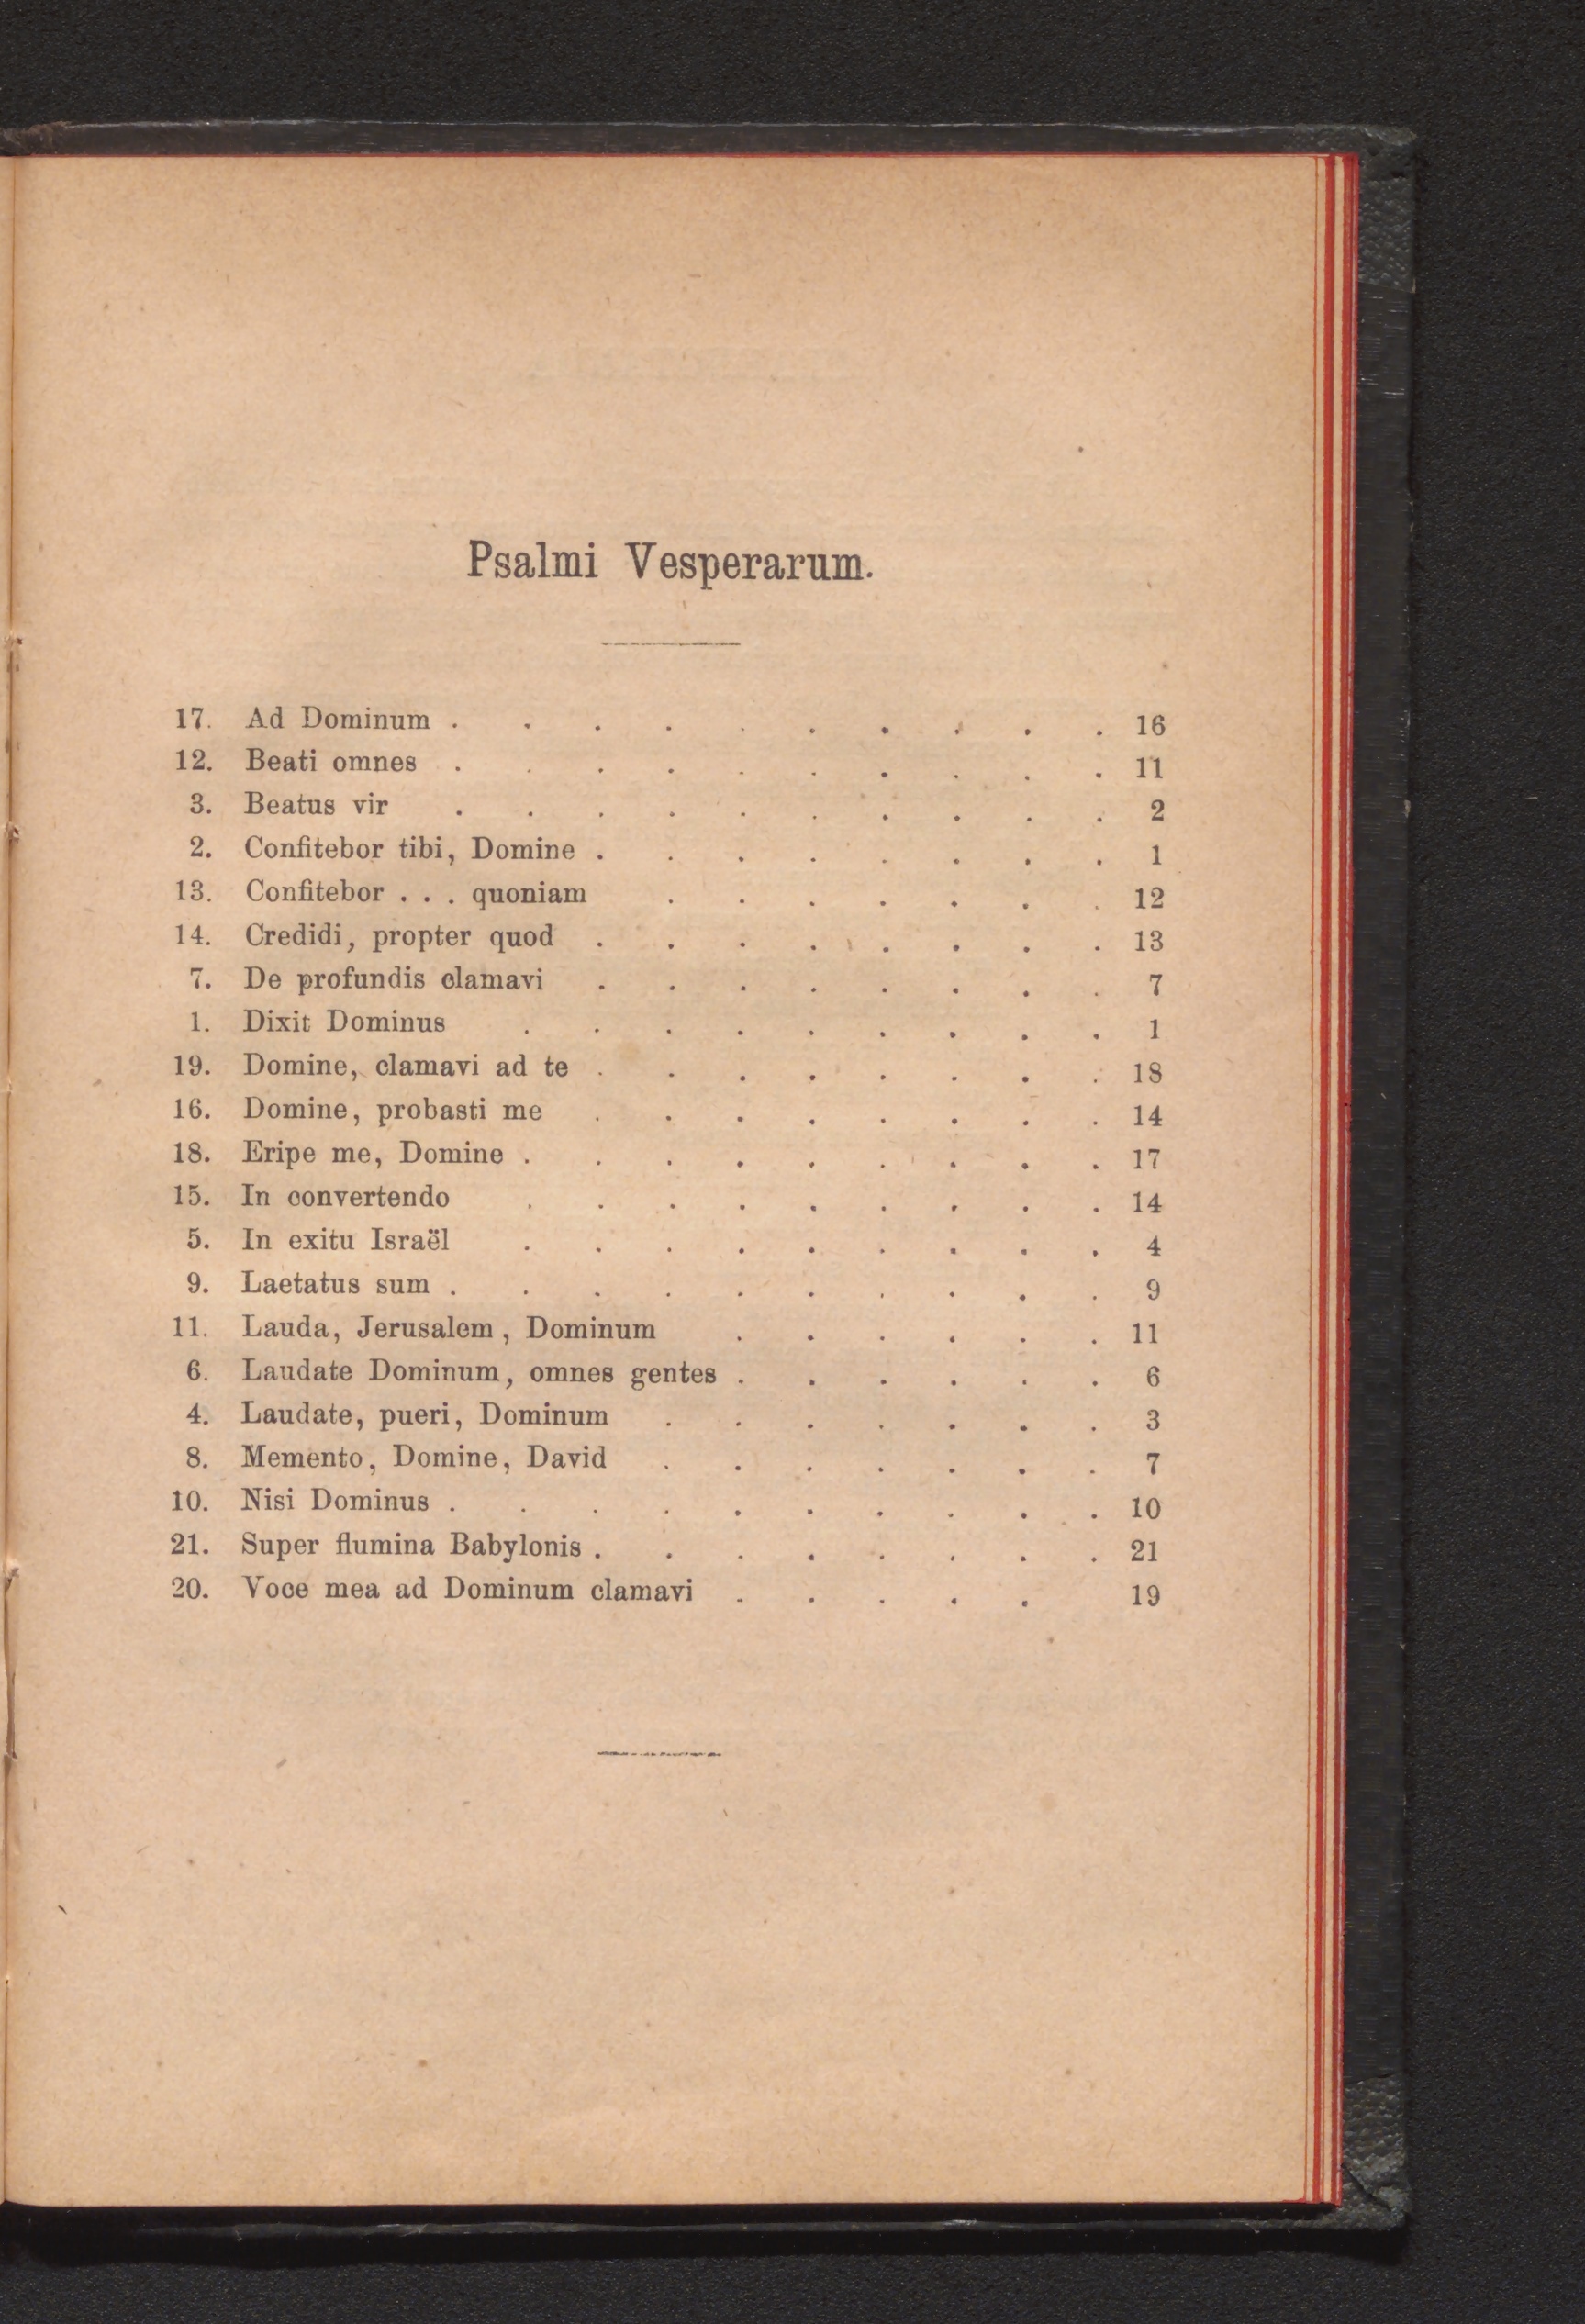 Psalmi Vesperarum.
17. Ad Dominum . . . . . . . . . . 16
12. Beati omnes . . . . . . . . . . 11
3. Beatus vir . . . . . . . . . . 2
2. Confitebor tibi, Domine . . . . . . . . 1
13. Confitebor . . . quoniam . . . . . . . 12
14. Credidi, propter quod . . . . . . . . 13
7. De profundis clamavi . . . . . . . . 7
1. Dixit Dominus . . . . . . . . . 1
19. Domine, clamavi ad te . . . . . . . . 18
16. Domine, probasti me . . . . . . . . 14
18. Eripe me, Domine . . . . . . . . . 17
15. In convertendo . . . . . . . . . 14
5. In exitu Israël . . . . . . . . . 4
9. Laetatus sum . . . . . . . . . . 9
11. Lauda, Jerusalem, Dominum . . . . . . 11
6. Laudate Dominum, omnes gentes . . . . . . 6
4. Laudate, pueri, Dominum . . . . . . . 3
8. Memento, Domine, David . . . . . . . 7
10. Nisi Dominus . . . . . . . . . . 10
21. Super flumina Babylonis . . . . . . . . 21
20. Voce mea ad Dominum clamavi . . . . . 19